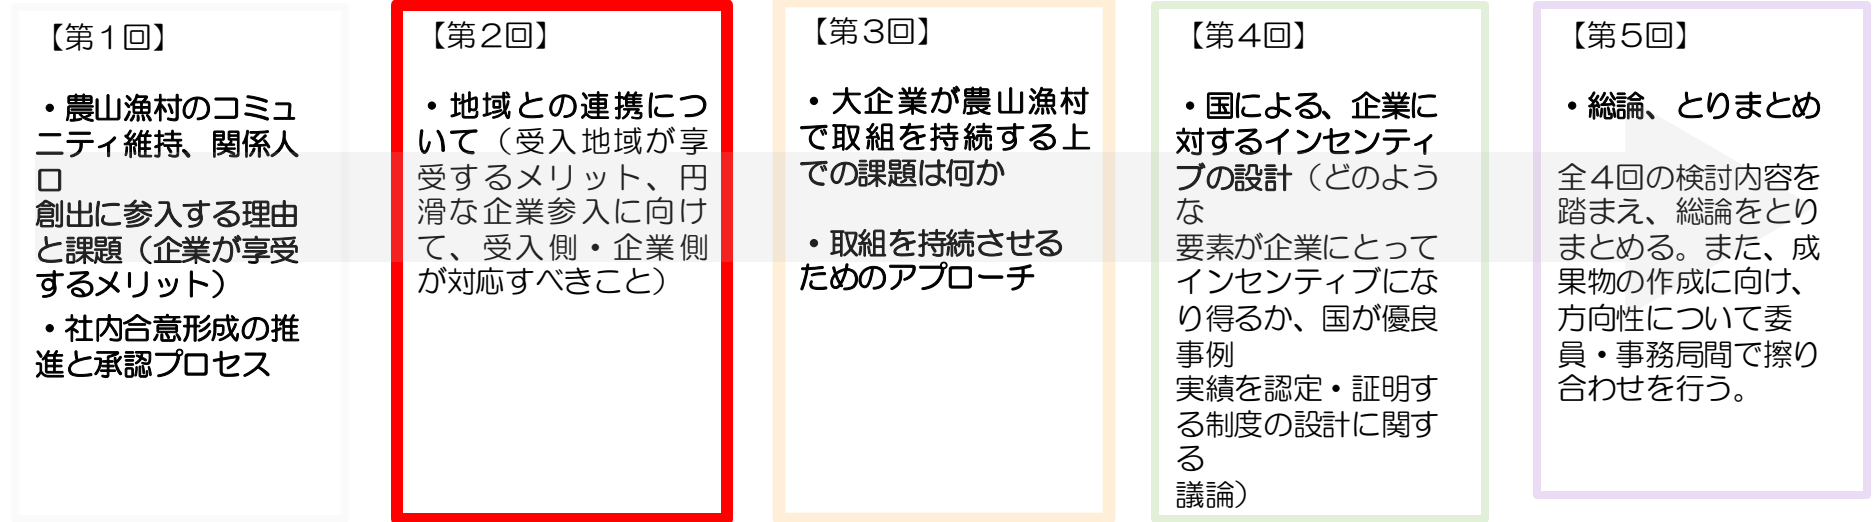 【第１回】
・農山漁村のコミュ
ニティ維持、関係人
口
創出に参入する理由
と課題（企業が享受
するメリット）
・社内合意形成の推
進と承認プロセス
【第２回】
・地域との連携につ
いて（受入地域が享
受するメリット、円
滑な企業参入に向け
て、受入側・企業側
が対応すべきこと）
【第３回】
・大企業が農山漁村
で取組を持続する上
での課題は何か
・取組を持続させる
ためのアプローチ
【第４回】
・国による、企業に
対するインセンティ
ブの設計（どのよう
な
要素が企業にとって
インセンティブにな
り得るか、国が優良
事例
実績を認定・証明す
る制度の設計に関す
る
議論）
【第５回】
・総論、とりまとめ
全４回の検討内容を
踏まえ、総論をとり
まとめる。また、成
果物の作成に向け、
方向性について委
員・事務局間で擦り
合わせを行う。